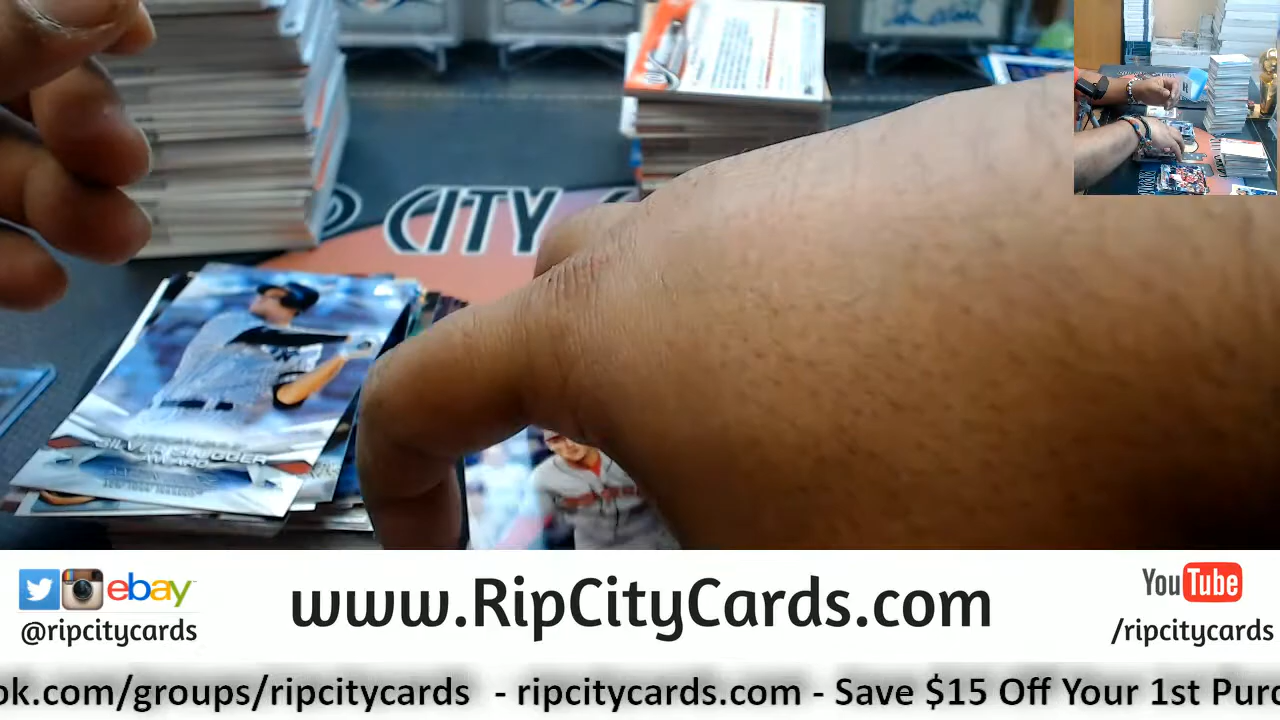 CITY
SILVER SLUGGER
AWARD
ebay
@ripcitycards
www.RipCityCards.com
YouTube
/ripcitycards
ok.com/groups/ripcitycards - ripcitycards.com - Save $15 Off Your 1st Purc